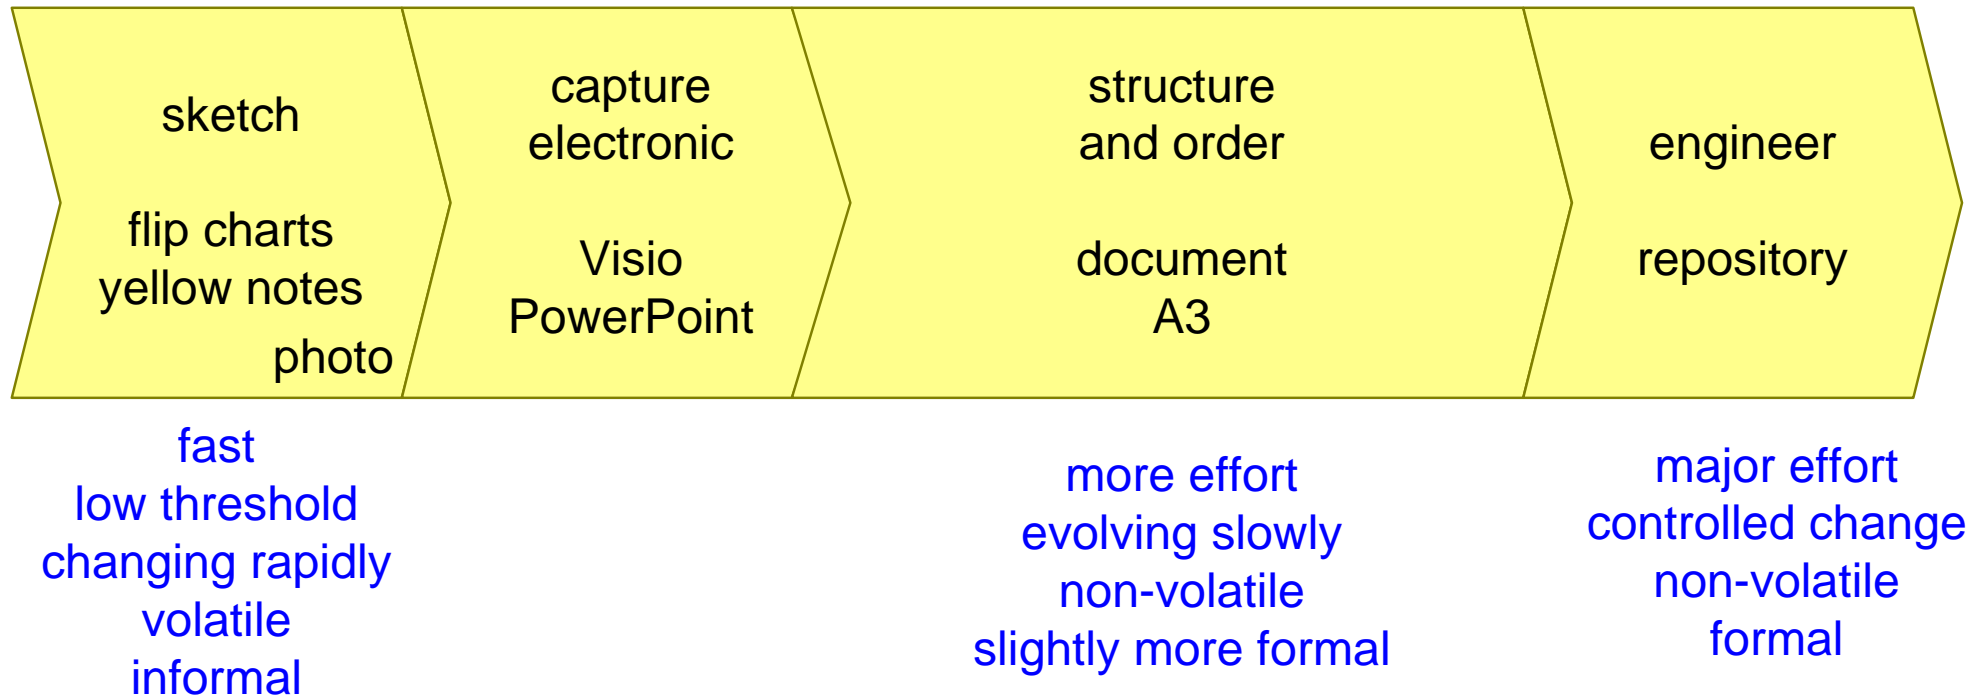 sketch
flip charts
yellow notes
photo
capture
electronic
Visio
PowerPoint
structure
and order
document
A3
engineer
repository
fast
low threshold
changing rapidly
volatile
informal
more effort
evolving slowly
non-volatile
slightly more formal
major effort
controlled change
non-volatile
formal